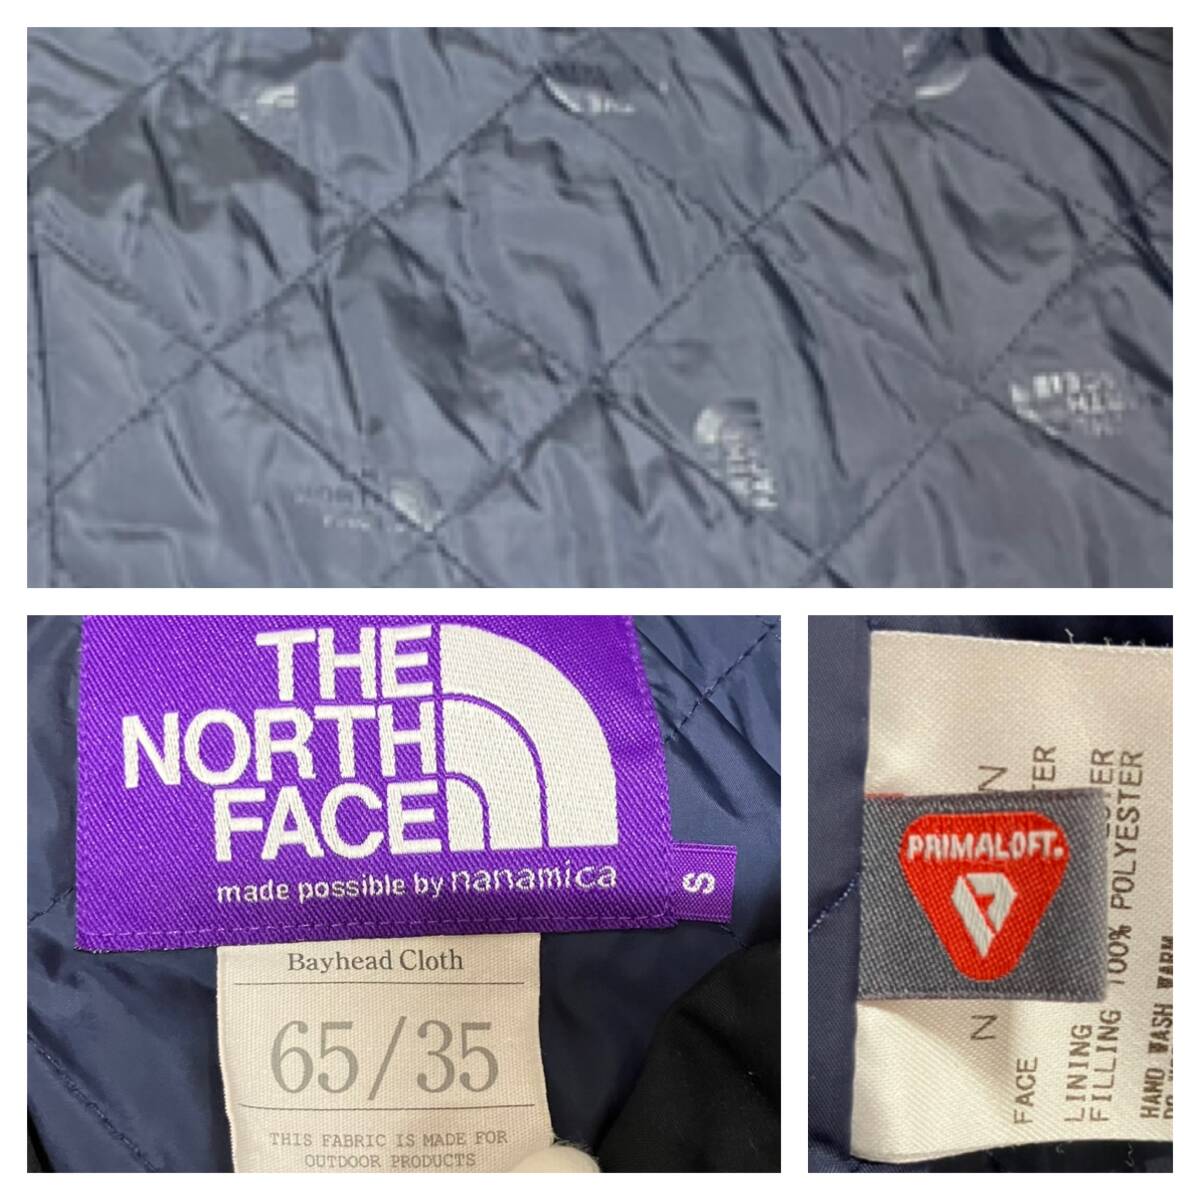 THE
NORTH
FACE
made possible by nanamica
S
Bayhead Cloth
65/35
THIS FABRIC IS MADE FOR
OUTDOOR PRODUCTS
PRIMALOFT.
N
FACE
LINING
FILLING 100% POLYESTER
HAND WASH WARM